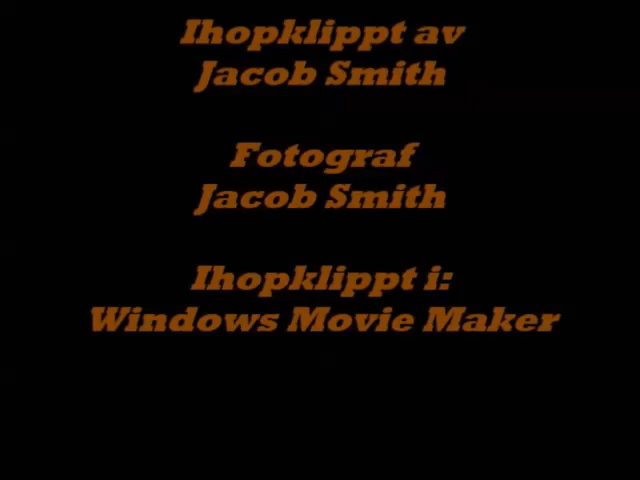 Ihopklippt av
Jacob Smith
Fotograf
Jacob Smith
Ihopklippt i:
Windows Movie Maker